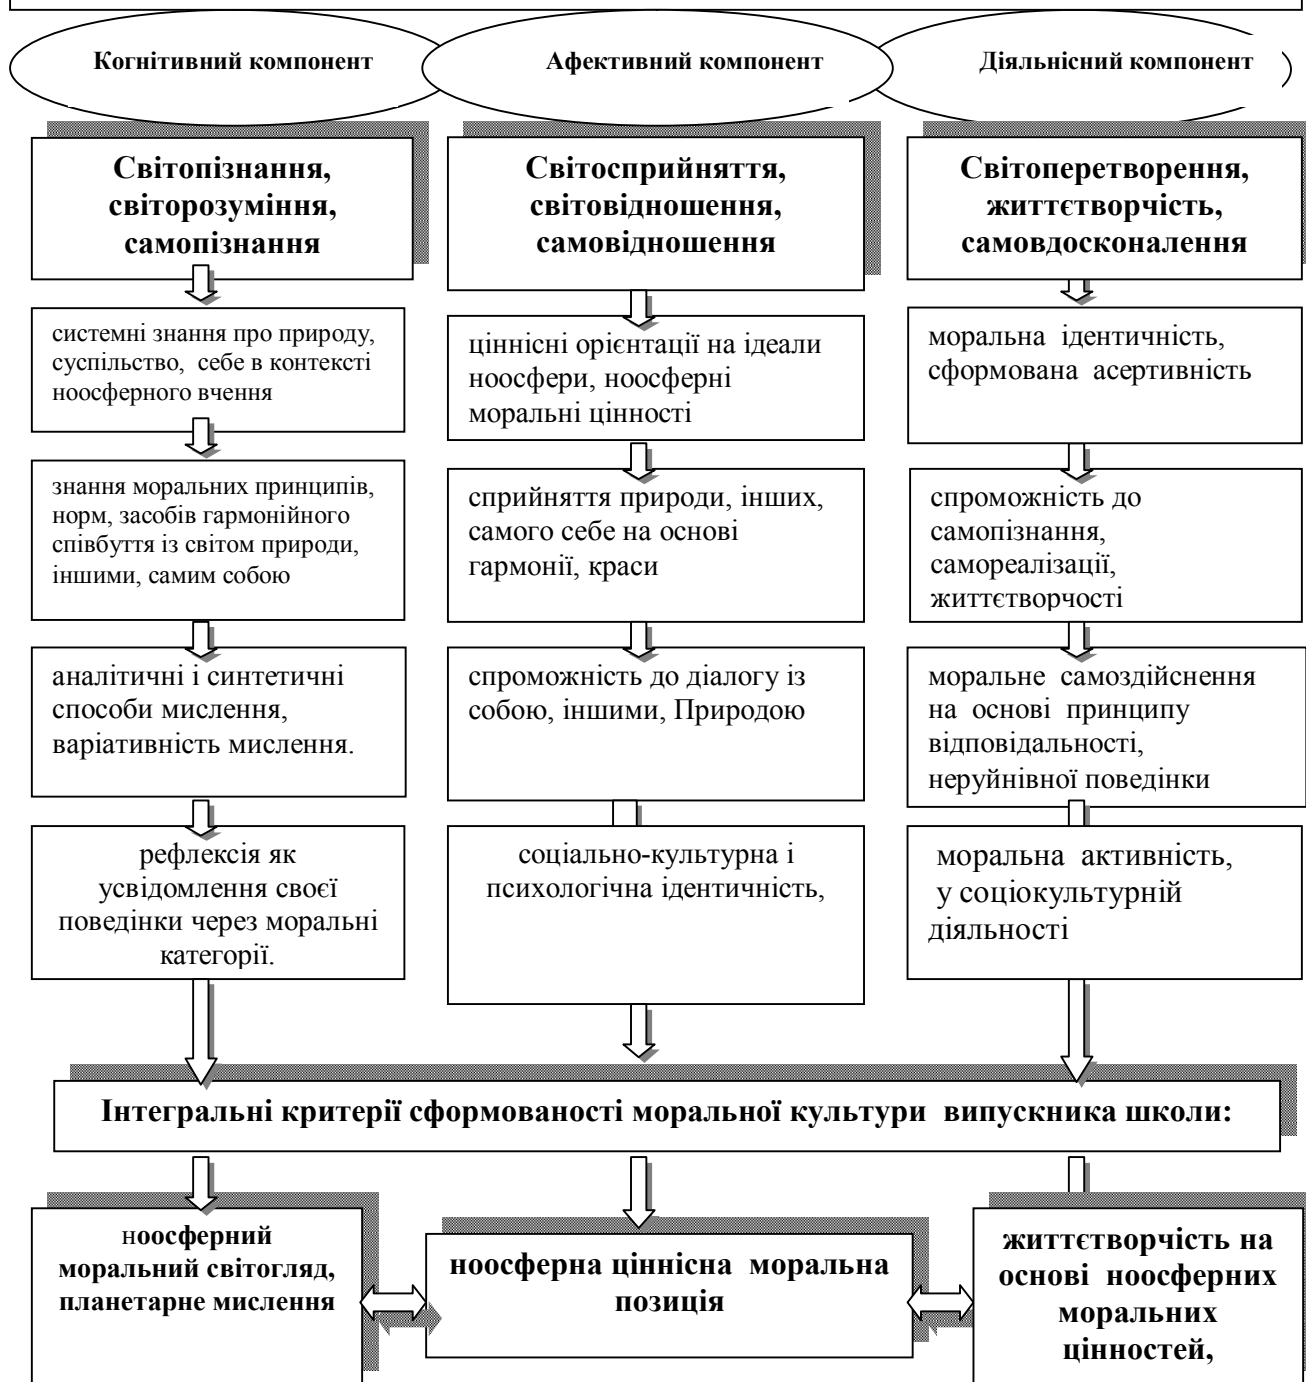 Когнітивний компонент
Афективний компонент
Діяльнісний компонент
Світопізнання,
світорозуміння,
самопізнання
Світосприйняття,
світовідношення,
самовідношення
Світоперетворення,
життєтворчість,
самовдосконалення
системні знання про природу,
суспільство, себе в контексті
ноосферного вчення
ціннісні орієнтації на ідеали
ноосфери, ноосферні
моральні цінності
моральна ідентичність,
сформована асертивність
знання моральних принципів,
норм, засобів гармонійного
співбуття із світом природи,
іншими, самим собою
сприйняття природи, інших,
самого себе на основі
гармонії, краси
спроможність до
самопізнання,
самореалізації,
життєтворчості
аналітичні і синтетичні
способи мислення,
варіативність мислення.
спроможність до діалогу із
собою, іншими, Природою
моральне самоздійснення
на основі принципу
відповідальності,
неруйнівної поведінки
рефлексія як
усвідомлення своєї
поведінки через моральні
категорії.
соціально-культурна і
психологічна ідентичність,
моральна активність,
у соціокультурній
діяльності
Інтегральні критерії сформованості моральної культури випускника школи:
ноосферний
моральний світогляд,
планетарне мислення
ноосферна ціннісна моральна
позиція
життєтворчість на
основі ноосферних
моральних
цінностей,